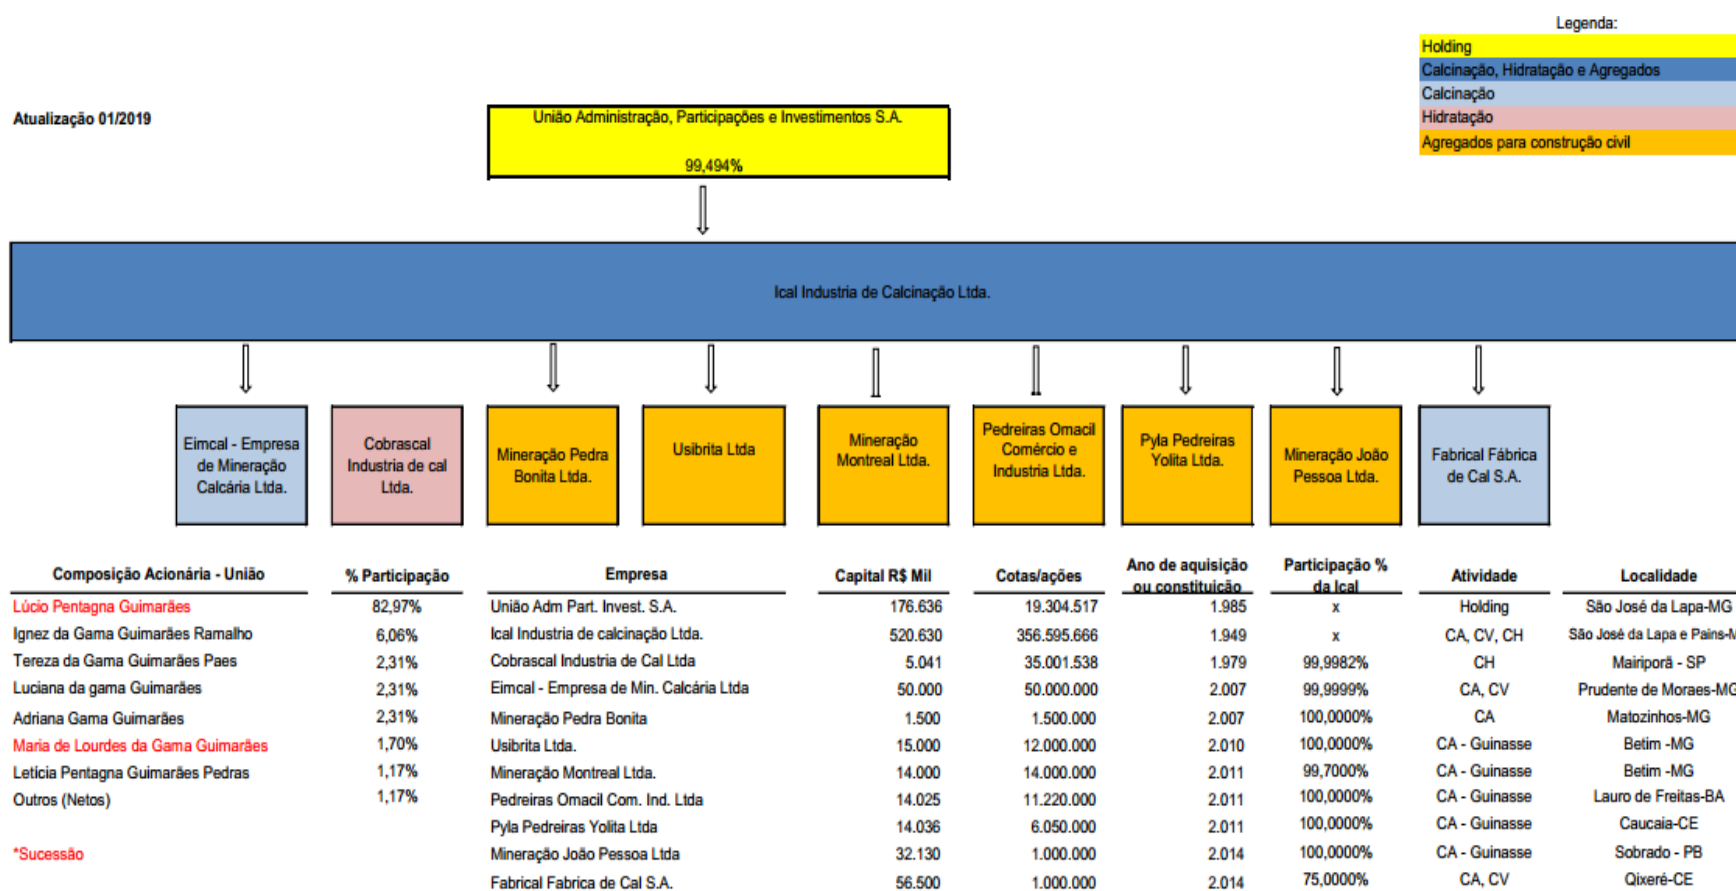 Legenda:
Holding
Calcinação, Hidratação e Agregados
Calcinação
Hidratação
Agregados para construção civil
Atualização 01/2019
União Administração, Participações e Investimentos S.A.
99,494%
Ical Industria de Calcinação Ltda.
Eimcal - Empresa
de Mineração
Calcária Ltda.
Cobrascal
Industria de cal
Ltda.
Mineração Pedra
Bonita Ltda.
Usibrita Ltda
Mineração
Montreal Ltda.
Pedreiras Omacil
Comércio e
Industria Ltda.
Pyla Pedreiras
Yolita Ltda.
Mineração João
Pessoa Ltda.
Fabrical Fábrica
de Cal S.A.
Composição Acionária - União % Participação
Lúcio Pentagna Guimarães 82,97%
Ignez da Gama Guimarães Ramalho 6,06%
Tereza da Gama Guimarães Paes 2,31%
Luciana da gama Guimarães 2,31%
Adriana Gama Guimarães 2,31%
Maria de Lourdes da Gama Guimarães 1,70%
Letícia Pentagna Guimarães Pedras 1,17%
Outros (Netos) 1,17%
*Sucessão
Empresa Capital R$ Mil Cotas/ações Ano de aquisição ou constituição Participação % da Ical Atividade Localidade
União Adm Part. Invest. S.A. 176.636 19.304.517 1.985 x Holding São José da Lapa-MG
Ical Industria de calcinação Ltda. 520.630 356.595.666 1.949 x CA, CV, CH São José da Lapa e Pains-M
Cobrascal Industria de Cal Ltda 5.041 35.001.538 1.979 99,9982% CH Mairiporã - SP
Eimcal - Empresa de Min. Calcária Ltda 50.000 50.000.000 2.007 99,9999% CA, CV Prudente de Moraes-MG
Mineração Pedra Bonita 1.500 1.500.000 2.007 100,0000% CA Matozinhos-MG
Usibrita Ltda. 15.000 12.000.000 2.010 100,0000% CA - Guinasse Betim -MG
Mineração Montreal Ltda. 14.000 14.000.000 2.011 99,7000% CA - Guinasse Betim -MG
Pedreiras Omacil Com. Ind. Ltda 14.025 11.220.000 2.011 100,0000% CA - Guinasse Lauro de Freitas-BA
Pyla Pedreiras Yolita Ltda 14.036 6.050.000 2.011 100,0000% CA - Guinasse Caucaia-CE
Mineração João Pessoa Ltda 32.130 1.000.000 2.014 100,0000% CA - Guinasse Sobrado - PB
Fabrical Fabrica de Cal S.A. 56.500 1.000.000 2.014 75,0000% CA, CV Qixeré-CE